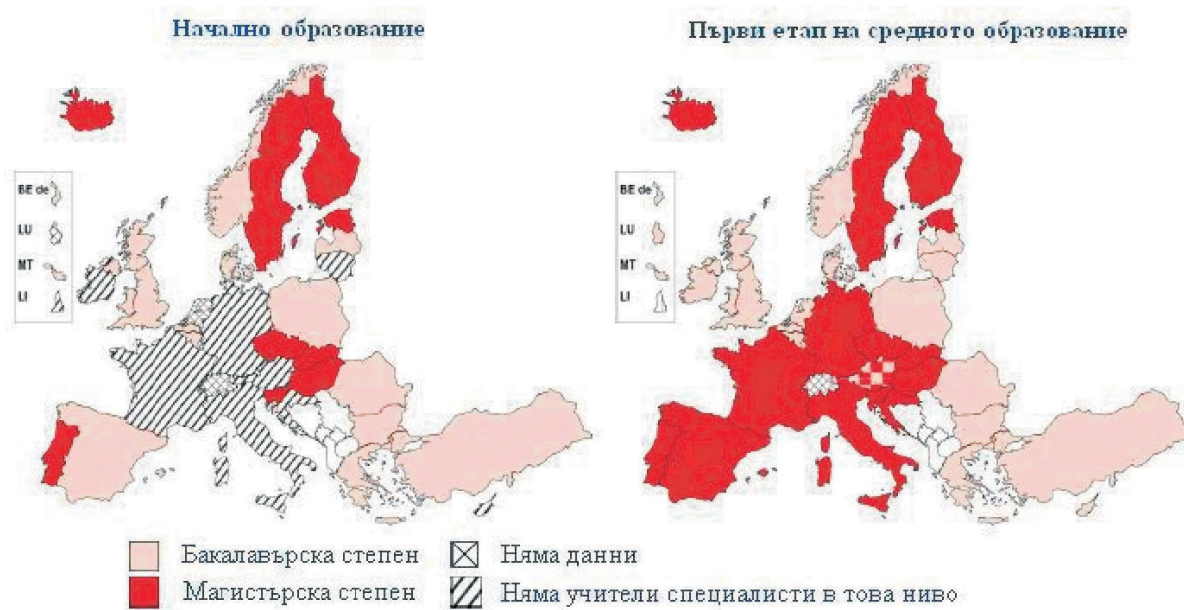 Начално образование
Първи етап на средното образование
BE de
LU
MT
LI
BE de
LU
MT
LI
Бакалавърска степен
Няма данни
Магистърска степен
Няма учители специалисти в това ниво